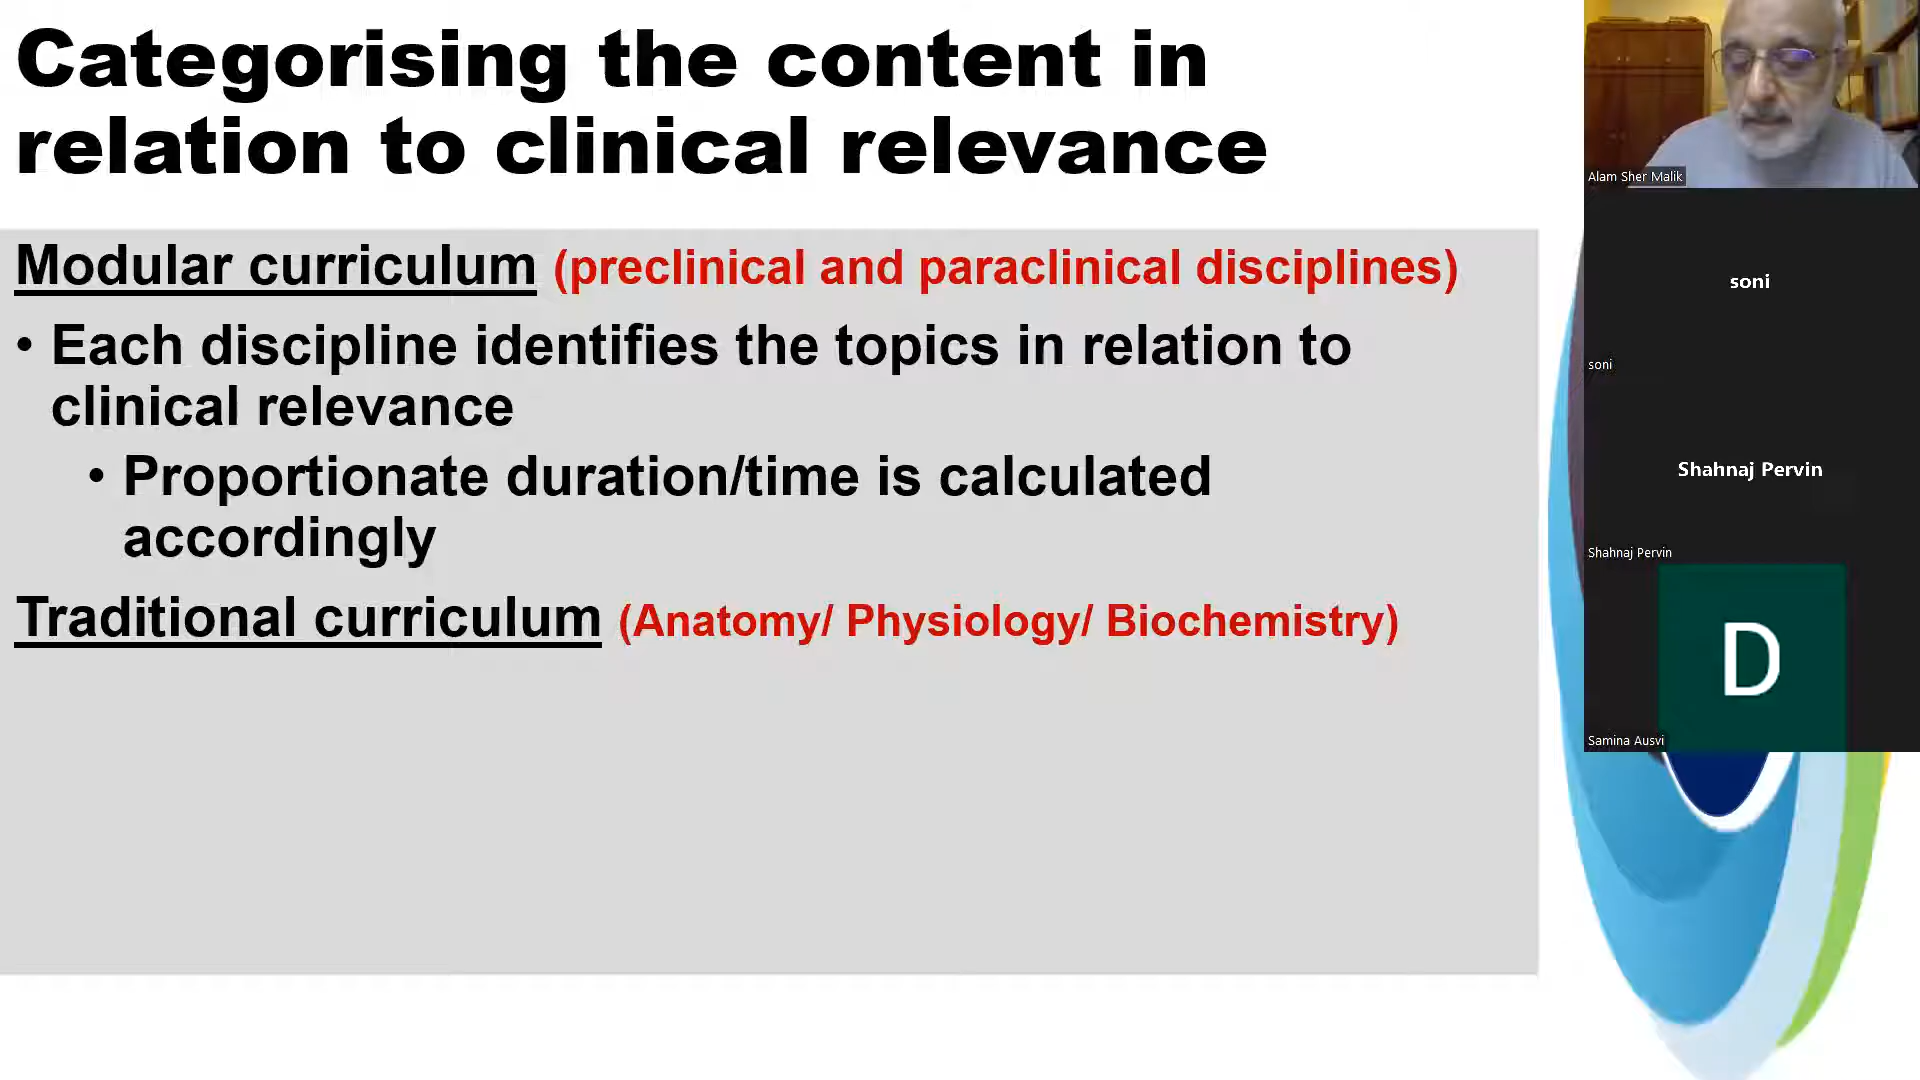 Categorising the content in
relation to clinical relevance
Modular curriculum (preclinical and paraclinical disciplines)
• Each discipline identifies the topics in relation to
clinical relevance
• Proportionate duration/time is calculated
accordingly
Traditional curriculum (Anatomy/ Physiology/ Biochemistry)
Alam Sher Malik
soni
soni
Shahnaj Pervin
Shahnaj Pervin
D
Samina Ausvi